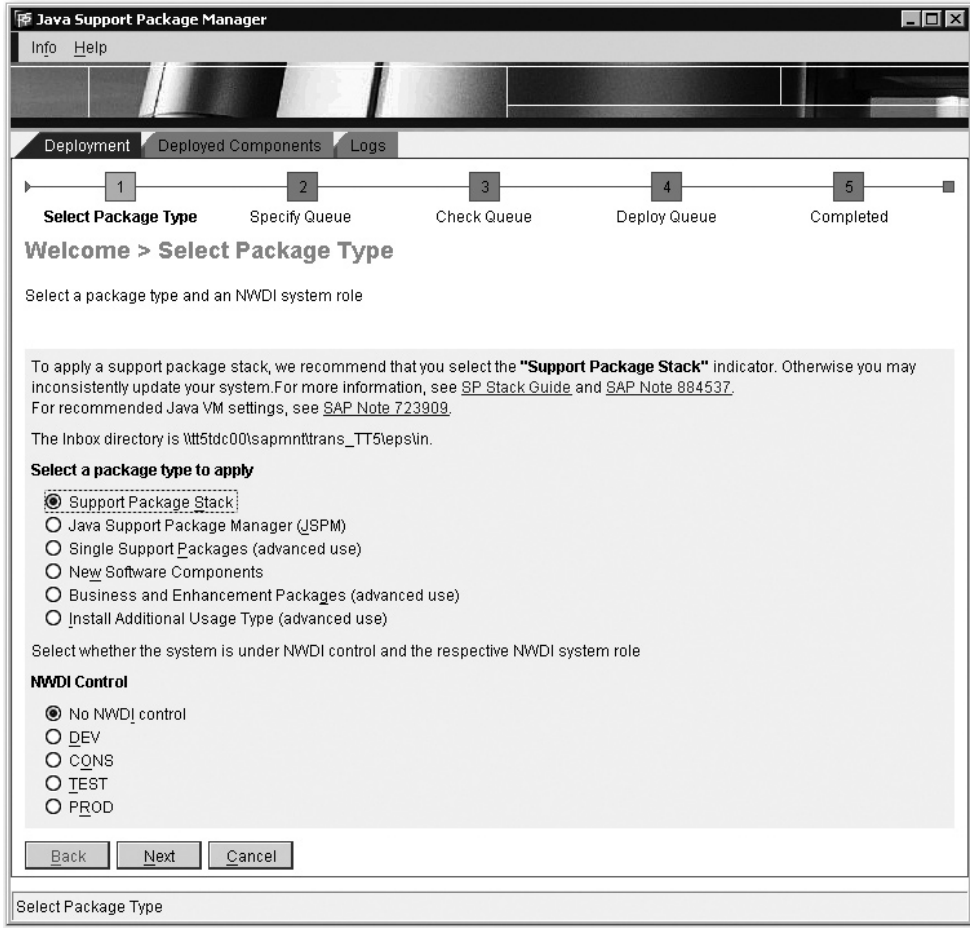 Java Support Package Manager
Info Help
Deployment Deployed Components Logs
1 2 3 4 5
Select Package Type Specify Queue Check Queue Deploy Queue Completed
Welcome > Select Package Type
Select a package type and an NWDI system role
To apply a support package stack, we recommend that you select the "Support Package Stack" indicator. Otherwise you may
inconsistently update your system.For more information, see SP Stack Guide and SAP Note 884537.
For recommended Java VM settings, see SAP Note 723909.
The Inbox directory is \\tt5tdc00\sapmnt\trans_TT5\eps\in.
Select a package type to apply
Support Package Stack
Java Support Package Manager (JSPM)
Single Support Packages (advanced use)
New Software Components
Business and Enhancement Packages (advanced use)
Install Additional Usage Type (advanced use)
Select whether the system is under NWDI control and the respective NWDI system role
NWDI Control
No NWDI control
DEV
CONS
TEST
PROD
Back Next Cancel
Select Package Type